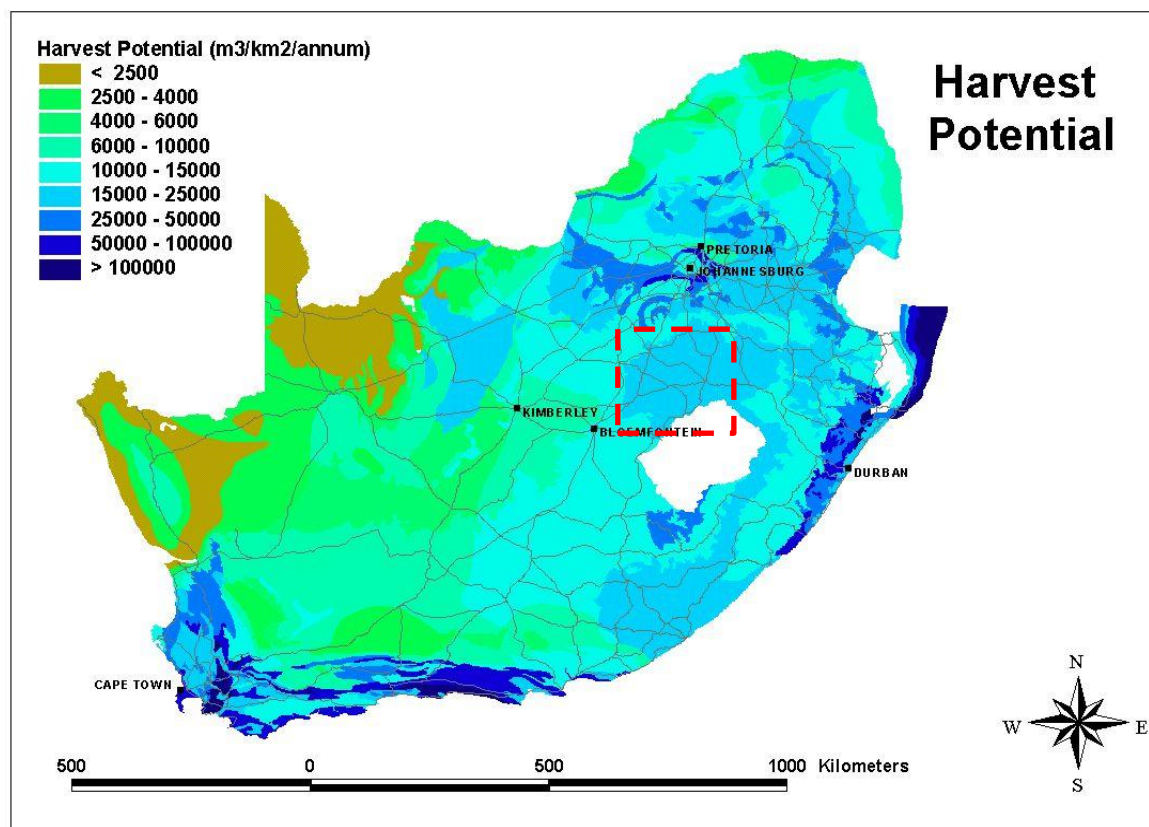 Harvest Potential (m3/km2/annum)
< 2500
2500 - 4000
4000 - 6000
6000 - 10000
10000 - 15000
15000 - 25000
25000 - 50000
50000 - 100000
> 100000
Harvest
Potential
PRETORIA
JOHANNESBURG
KIMBERLEY
BLOEMFONTEIN
DURBAN
CAPE TOWN
N
W E
S
500 0 500 1000 Kilometers